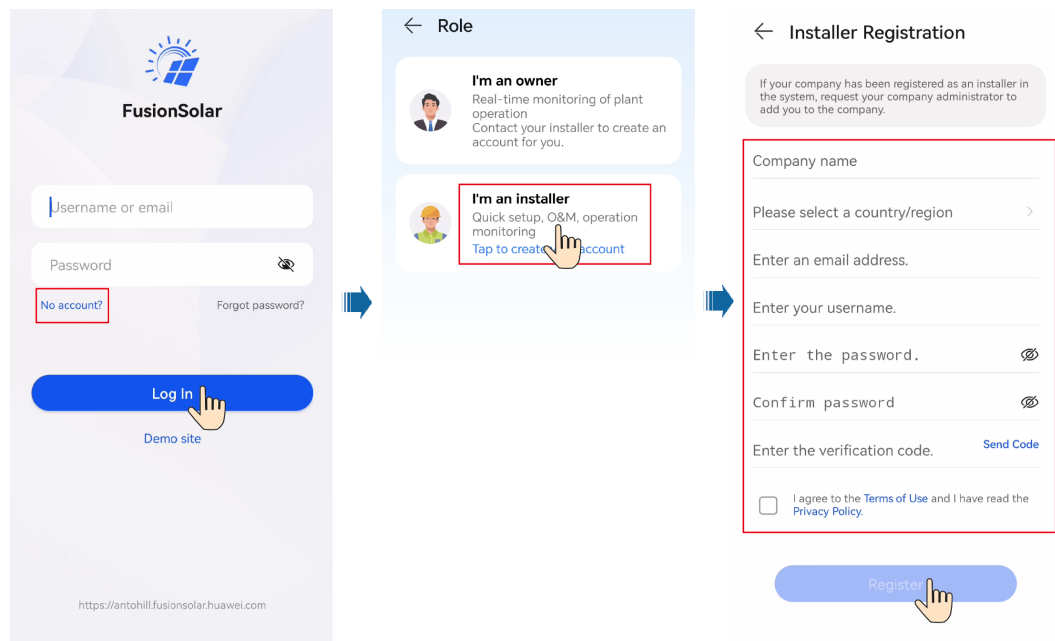 FusionSolar
Username or email
Password
No account?
Forgot password?
Log In
Demo site
https://antohill.fusionsolar.huawei.com
Role
I'm an owner
Real-time monitoring of plant
operation
Contact your installer to create an
account for you.
I'm an installer
Quick setup, O&M, operation
monitoring
Tap to create account
Installer Registration
If your company has been registered as an installer in
the system, request your company administrator to
add you to the company.
Company name
Please select a country/region
Enter an email address.
Enter your username.
Enter the password.
Confirm password
Enter the verification code.
Send Code
I agree to the Terms of Use and I have read the
Privacy Policy.
Register